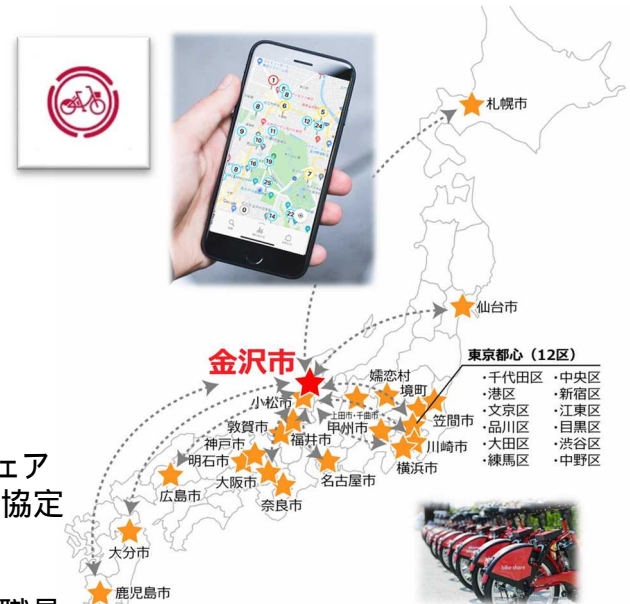 札幌市
仙台市
金沢市
東京都心（12区）
・千代田区 ・中央区
・港区 ・新宿区
・文京区 ・江東区
・品川区 ・目黒区
・大田区 ・渋谷区
・練馬区 ・中野区
嬬恋村
境町
小松市
上田市・千曲市
笠間市
敦賀市
福井市
甲州市
川崎市
神戸市
明石市
横浜市
大阪市
名古屋市
広島市
奈良市
ェア
協定
大分市
鹿児島市
bike share